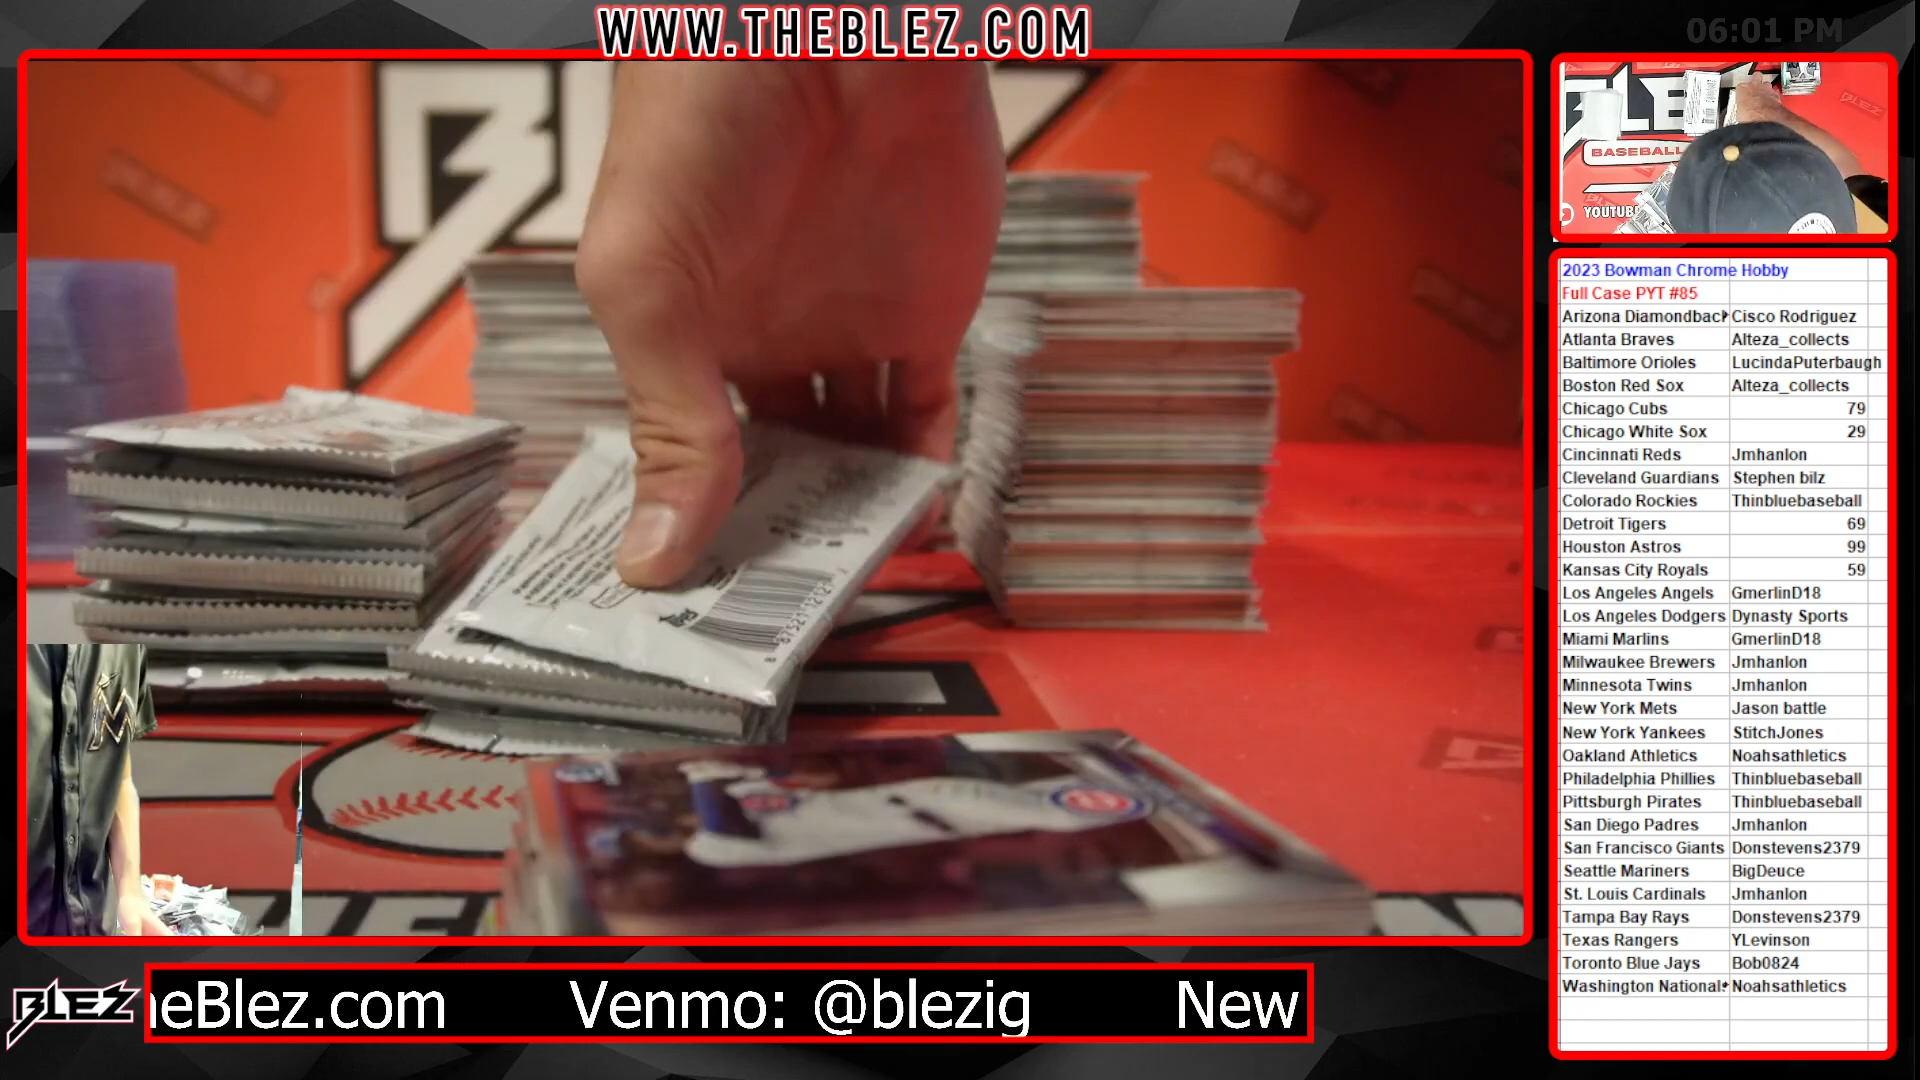 WWW.THEBLEZ.COM
06:01 PM
BLE
BASEBALL
YOUTUB
2023 Bowman Chrome Hobby
Full Case PYT #85
Arizona Diamondback Cisco Rodriguez
Atlanta Braves Alteza_collects
Baltimore Orioles LucindaPuterbaugh
Boston Red Sox Alteza_collects
Chicago Cubs 79
Chicago White Sox 29
Cincinnati Reds Jmhanlon
Cleveland Guardians Stephen bilz
Colorado Rockies Thinbluebaseball
Detroit Tigers 69
Houston Astros 99
Kansas City Royals 59
Los Angeles Angels GmerlinD18
Los Angeles Dodgers Dynasty Sports
Miami Marlins GmerlinD18
Milwaukee Brewers Jmhanlon
Minnesota Twins Jmhanlon
New York Mets Jason battle
New York Yankees StitchJones
Oakland Athletics Noahsathletics
Philadelphia Phillies Thinbluebaseball
Pittsburgh Pirates Thinbluebaseball
San Diego Padres Jmhanlon
San Francisco Giants Donstevens2379
Seattle Mariners BigDeuce
St. Louis Cardinals Jmhanlon
Tampa Bay Rays Donstevens2379
Texas Rangers YLevinson
Toronto Blue Jays Bob0824
Washington Nationals Noahsathletics
Topps
BLEZ
heBlez.com Venmo: @blezig New